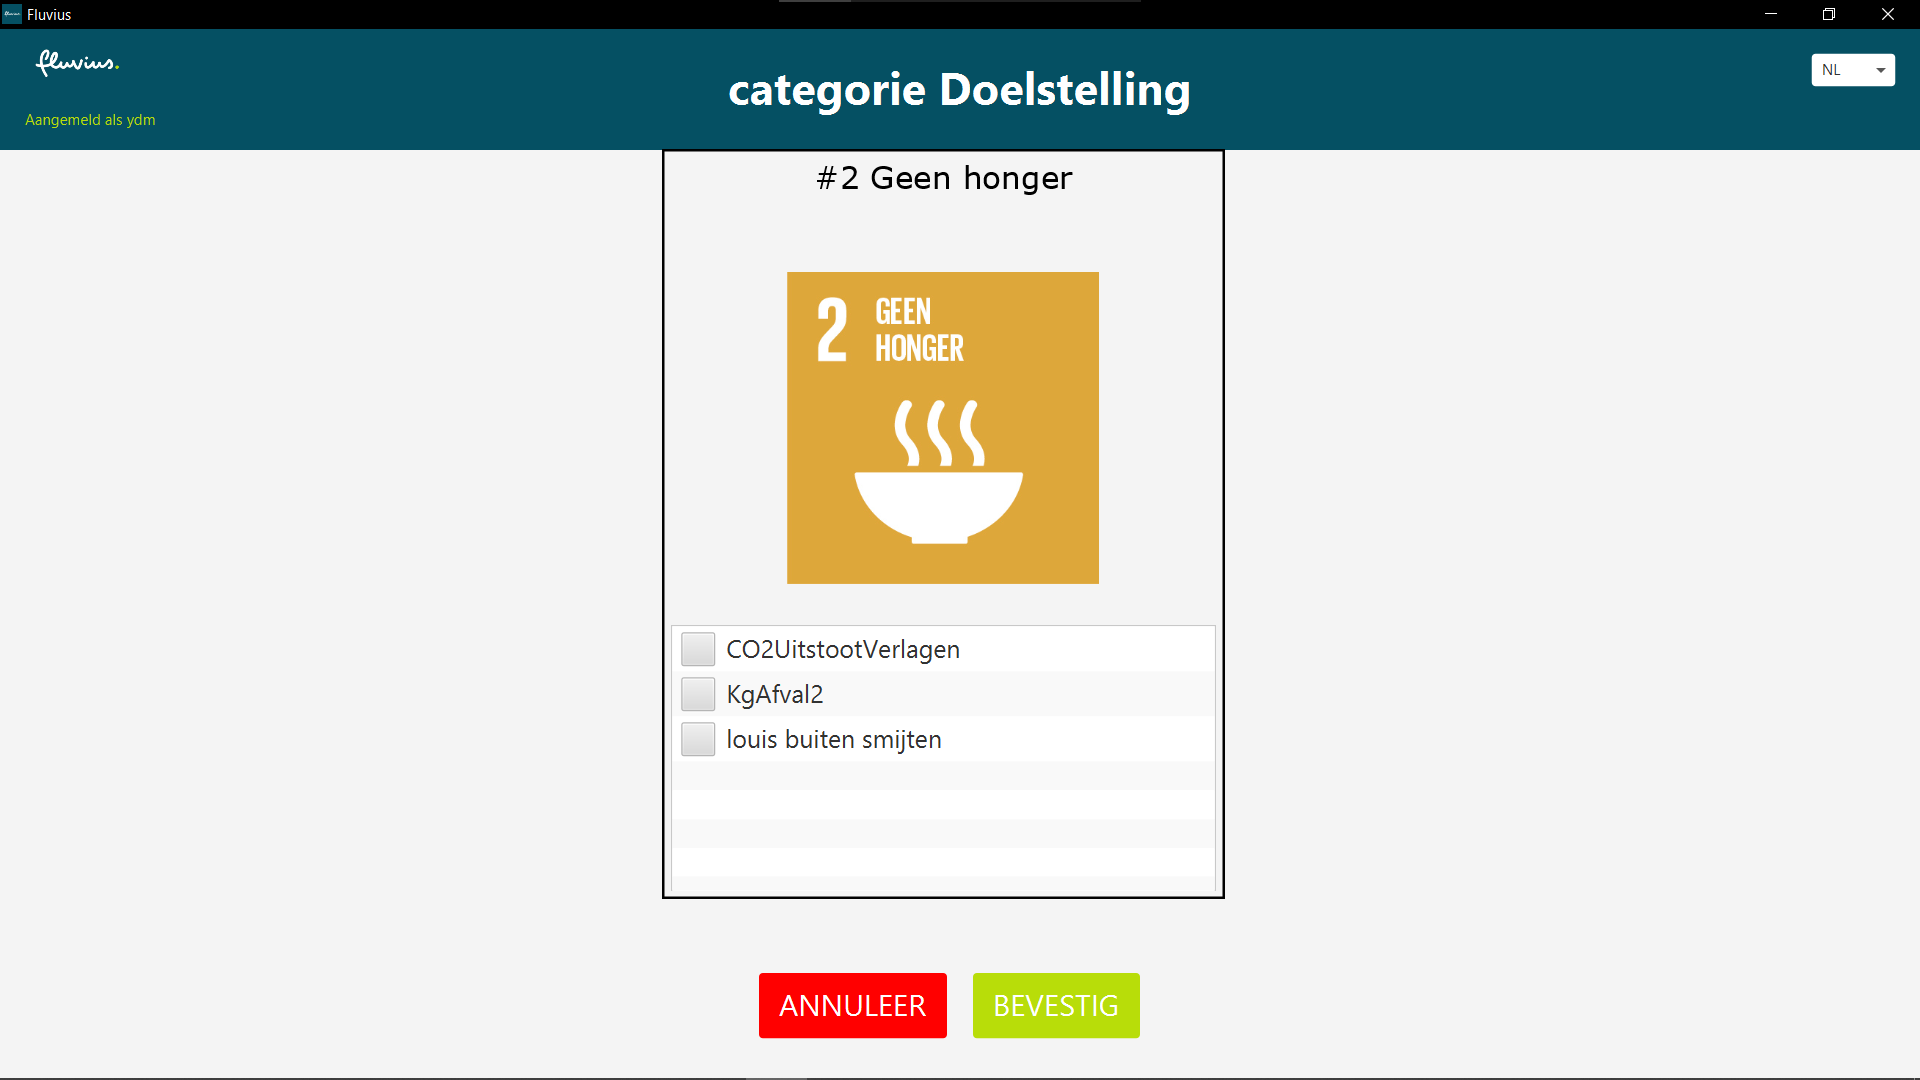 Fluvius
fluvius.
categorie Doelstelling
NL
Aangemeld als ydm
#2 Geen honger
2 GEEN
HONGER
CO2UitstootVerlagen
KgAfval2
louis buiten smijten
ANNULEER
BEVESTIG